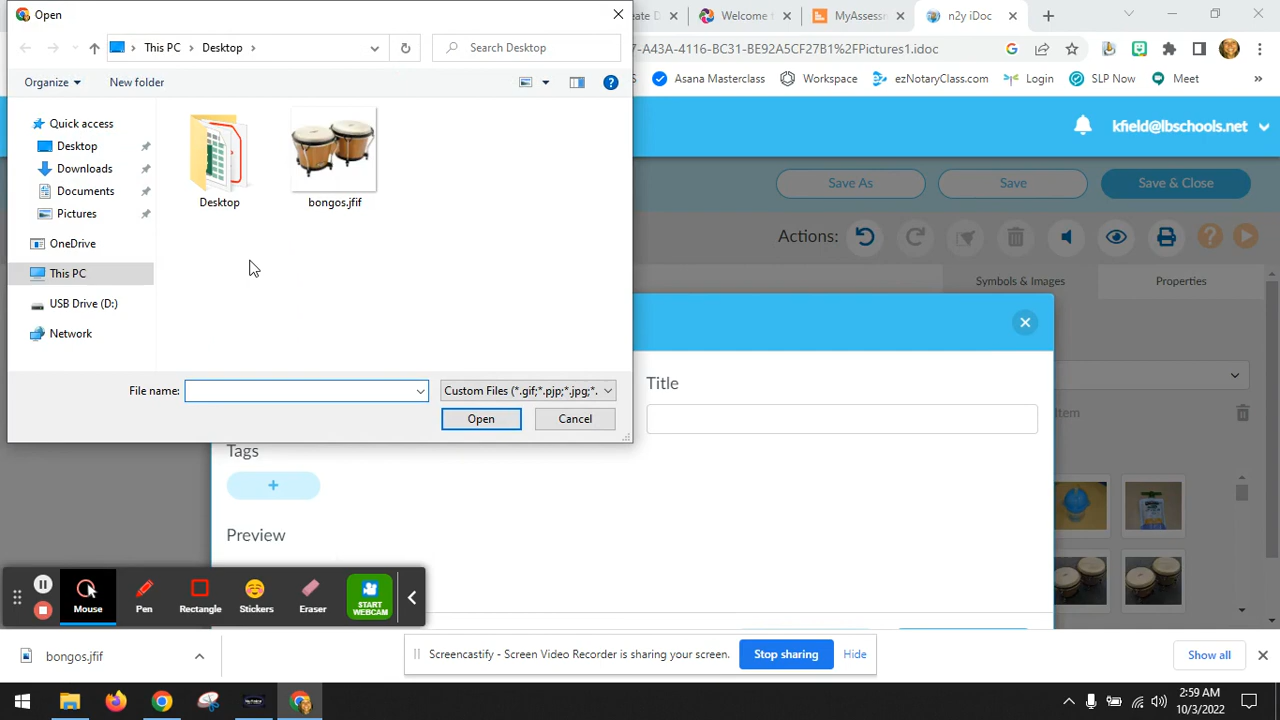 Open
create D
Welcome t
MyAssessm
n2y iDoc
This PC
Desktop
Search Desktop
7-A43A-4116-BC31-BE92A5CF27B1%2FPictures1.idoc
Organize
New folder
S
Asana Masterclass
Workspace
ezNotaryClass.com
Login
SLP Now
Meet
»
Quick access
Desktop
Downloads
Documents
Pictures
OneDrive
This PC
USB Drive (D:)
Network
Desktop
bongos.jfif
kfield@lbschools.net
Save As
Save
Save & Close
Actions:
Symbols & Images
Properties
File name:
Custom Files (*.gif;*.pjp;*.jpg;*.
Open
Cancel
Title
Item
Tags
+
Preview
Mouse
Pen
Rectangle
Stickers
Eraser
START
WEBCAM
bongos.jfif
Screencastify - Screen Video Recorder is sharing your screen.
Stop sharing
Hide
Show all
2:59 AM
10/3/2022